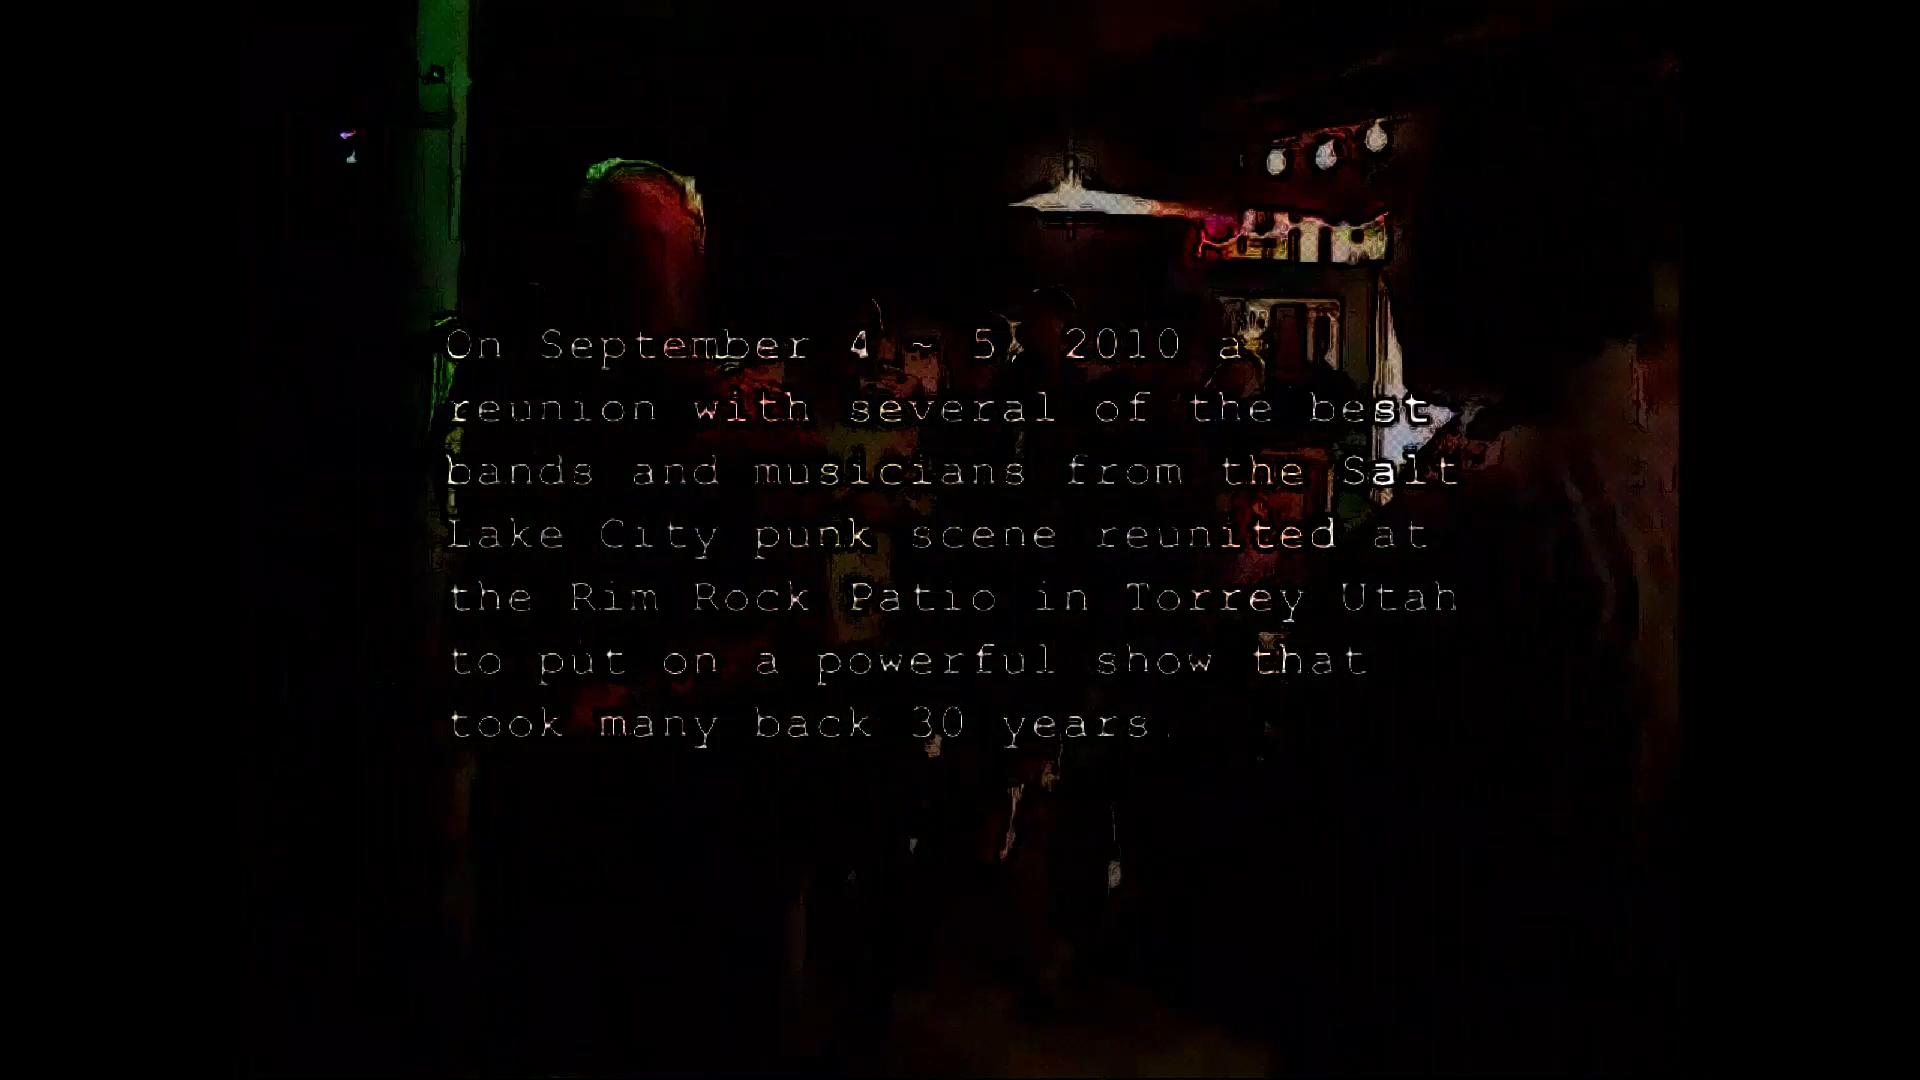 On September 4 ~ 5, 2010 a
reunion with several of the best
bands and musicians from the Salt
Lake City punk scene reunited at
the Rim Rock Patio in Torrey Utah
to put on a powerful show that
took many back 30 years.